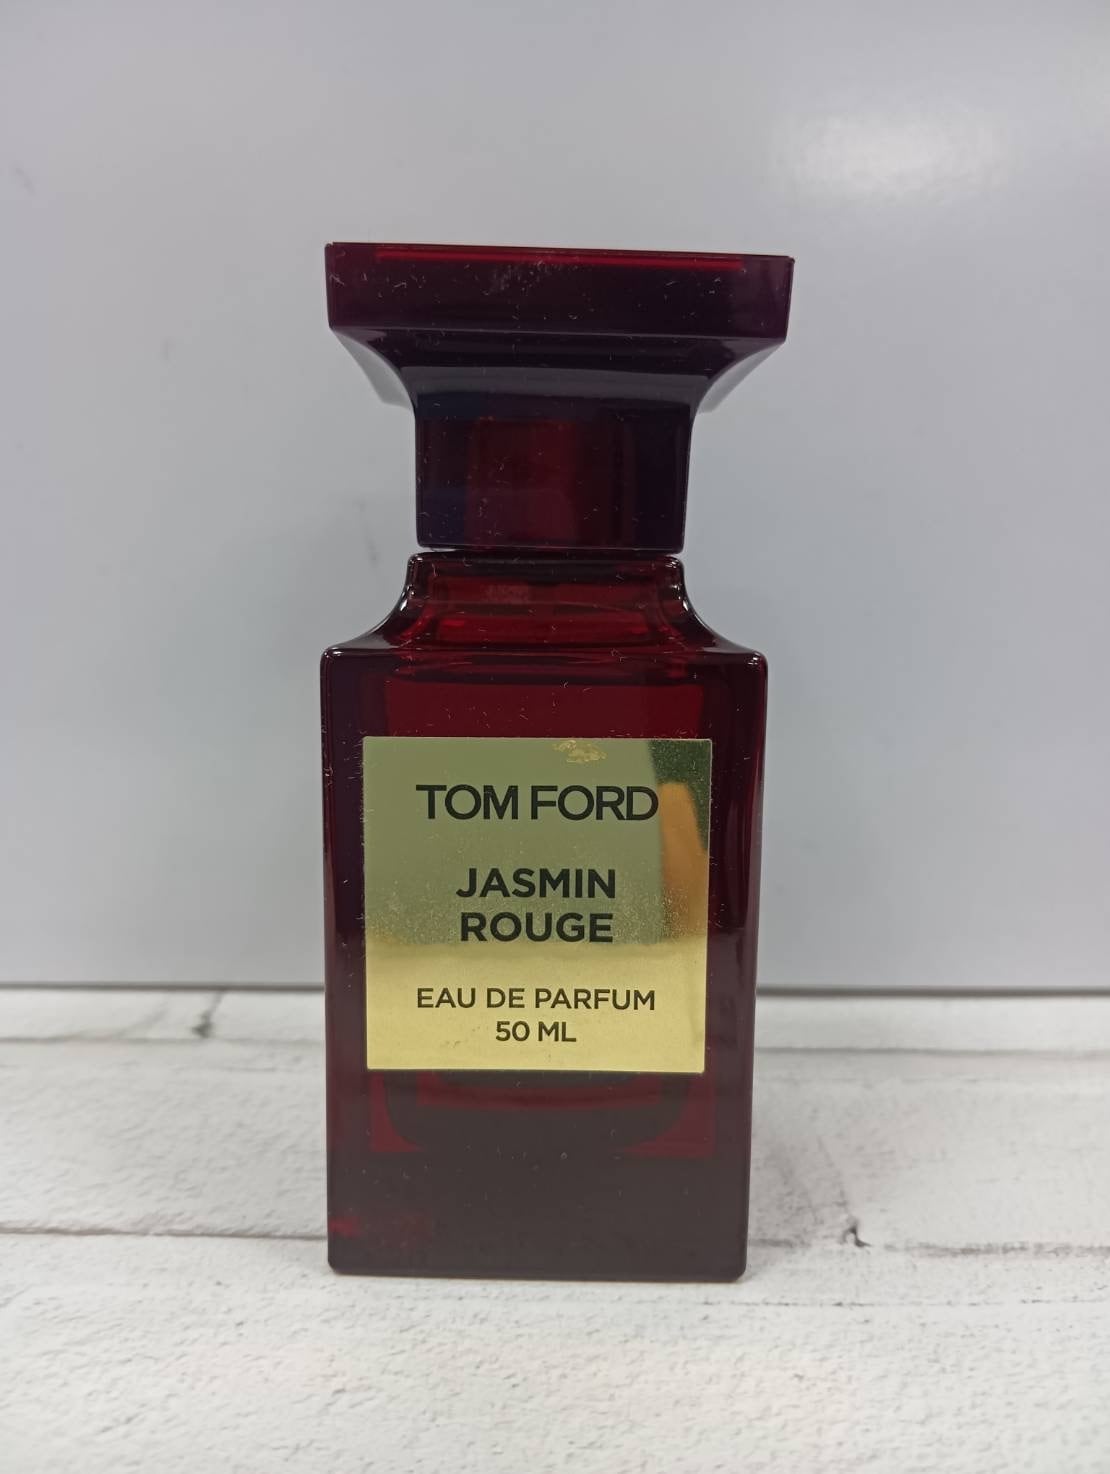 TOM FORD
JASMIN
ROUGE
EAU DE PARFUM
50 ML